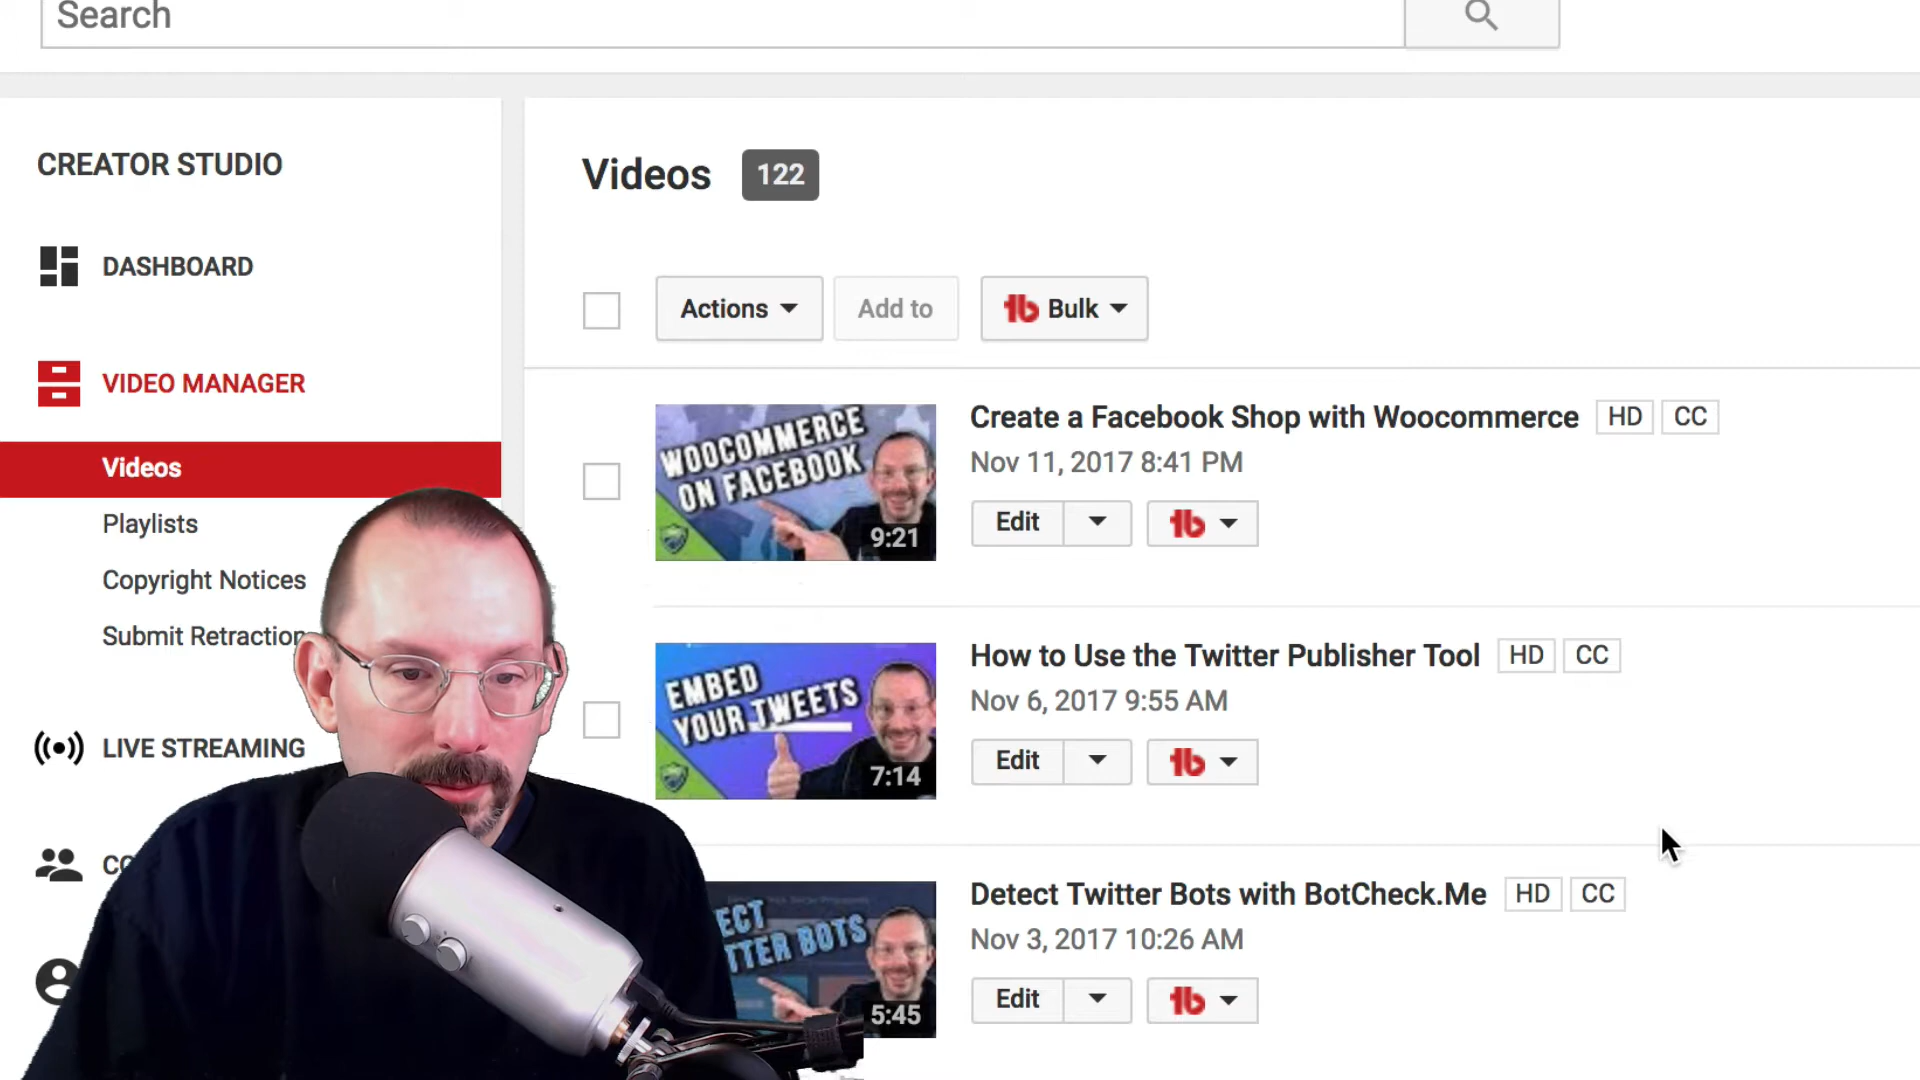 Search
CREATOR STUDIO
DASHBOARD
VIDEO MANAGER
Videos
Playlists
Copyright Notices
Submit Retraction
LIVE STREAMING
CO
Videos 122
Actions
Add to
Bulk
WOOCOMMERCE
ON FACEBOOK
9:21
Create a Facebook Shop with Woocommerce HD CC
Nov 11, 2017 8:41 PM
Edit
EMBED
YOUR TWEETS
7:14
How to Use the Twitter Publisher Tool HD CC
Nov 6, 2017 9:55 AM
Edit
ECT
TTER BOTS
5:45
Detect Twitter Bots with BotCheck.Me HD CC
Nov 3, 2017 10:26 AM
Edit